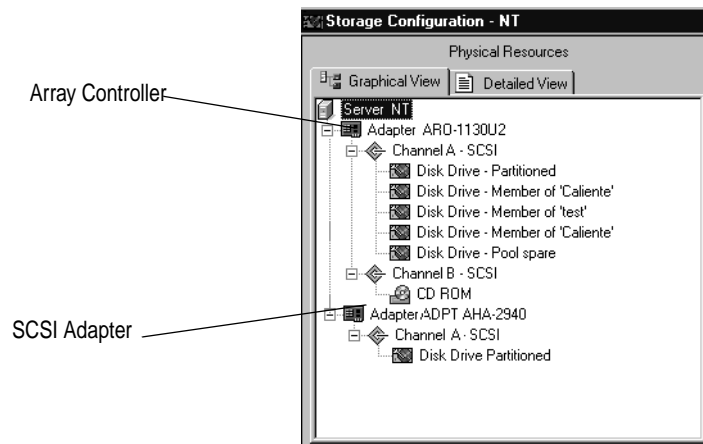 Storage Configuration - NT
Physical Resources
Graphical View
Detailed View
Array Controller
Server NT
Adapter ARO-1130U2
Channel A - SCSI
Disk Drive - Partitioned
Disk Drive - Member of 'Caliente'
Disk Drive - Member of 'test'
Disk Drive - Member of 'Caliente'
Disk Drive - Pool spare
Channel B - SCSI
CD ROM
SCSI Adapter
Adapter ADPT AHA-2940
Channel A - SCSI
Disk Drive Partitioned